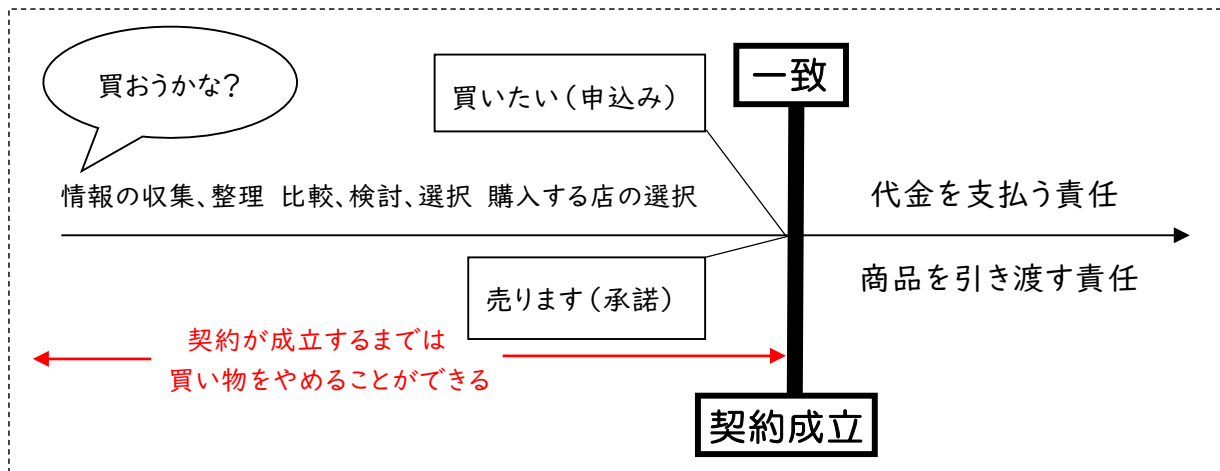 買おうかな？
買いたい（申込み）
一致
情報の収集、整理 比較、検討、選択 購入する店の選択
代金を支払う責任
商品を引き渡す責任
売ります（承諾）
契約が成立するまでは
買い物をやめることができる
契約成立